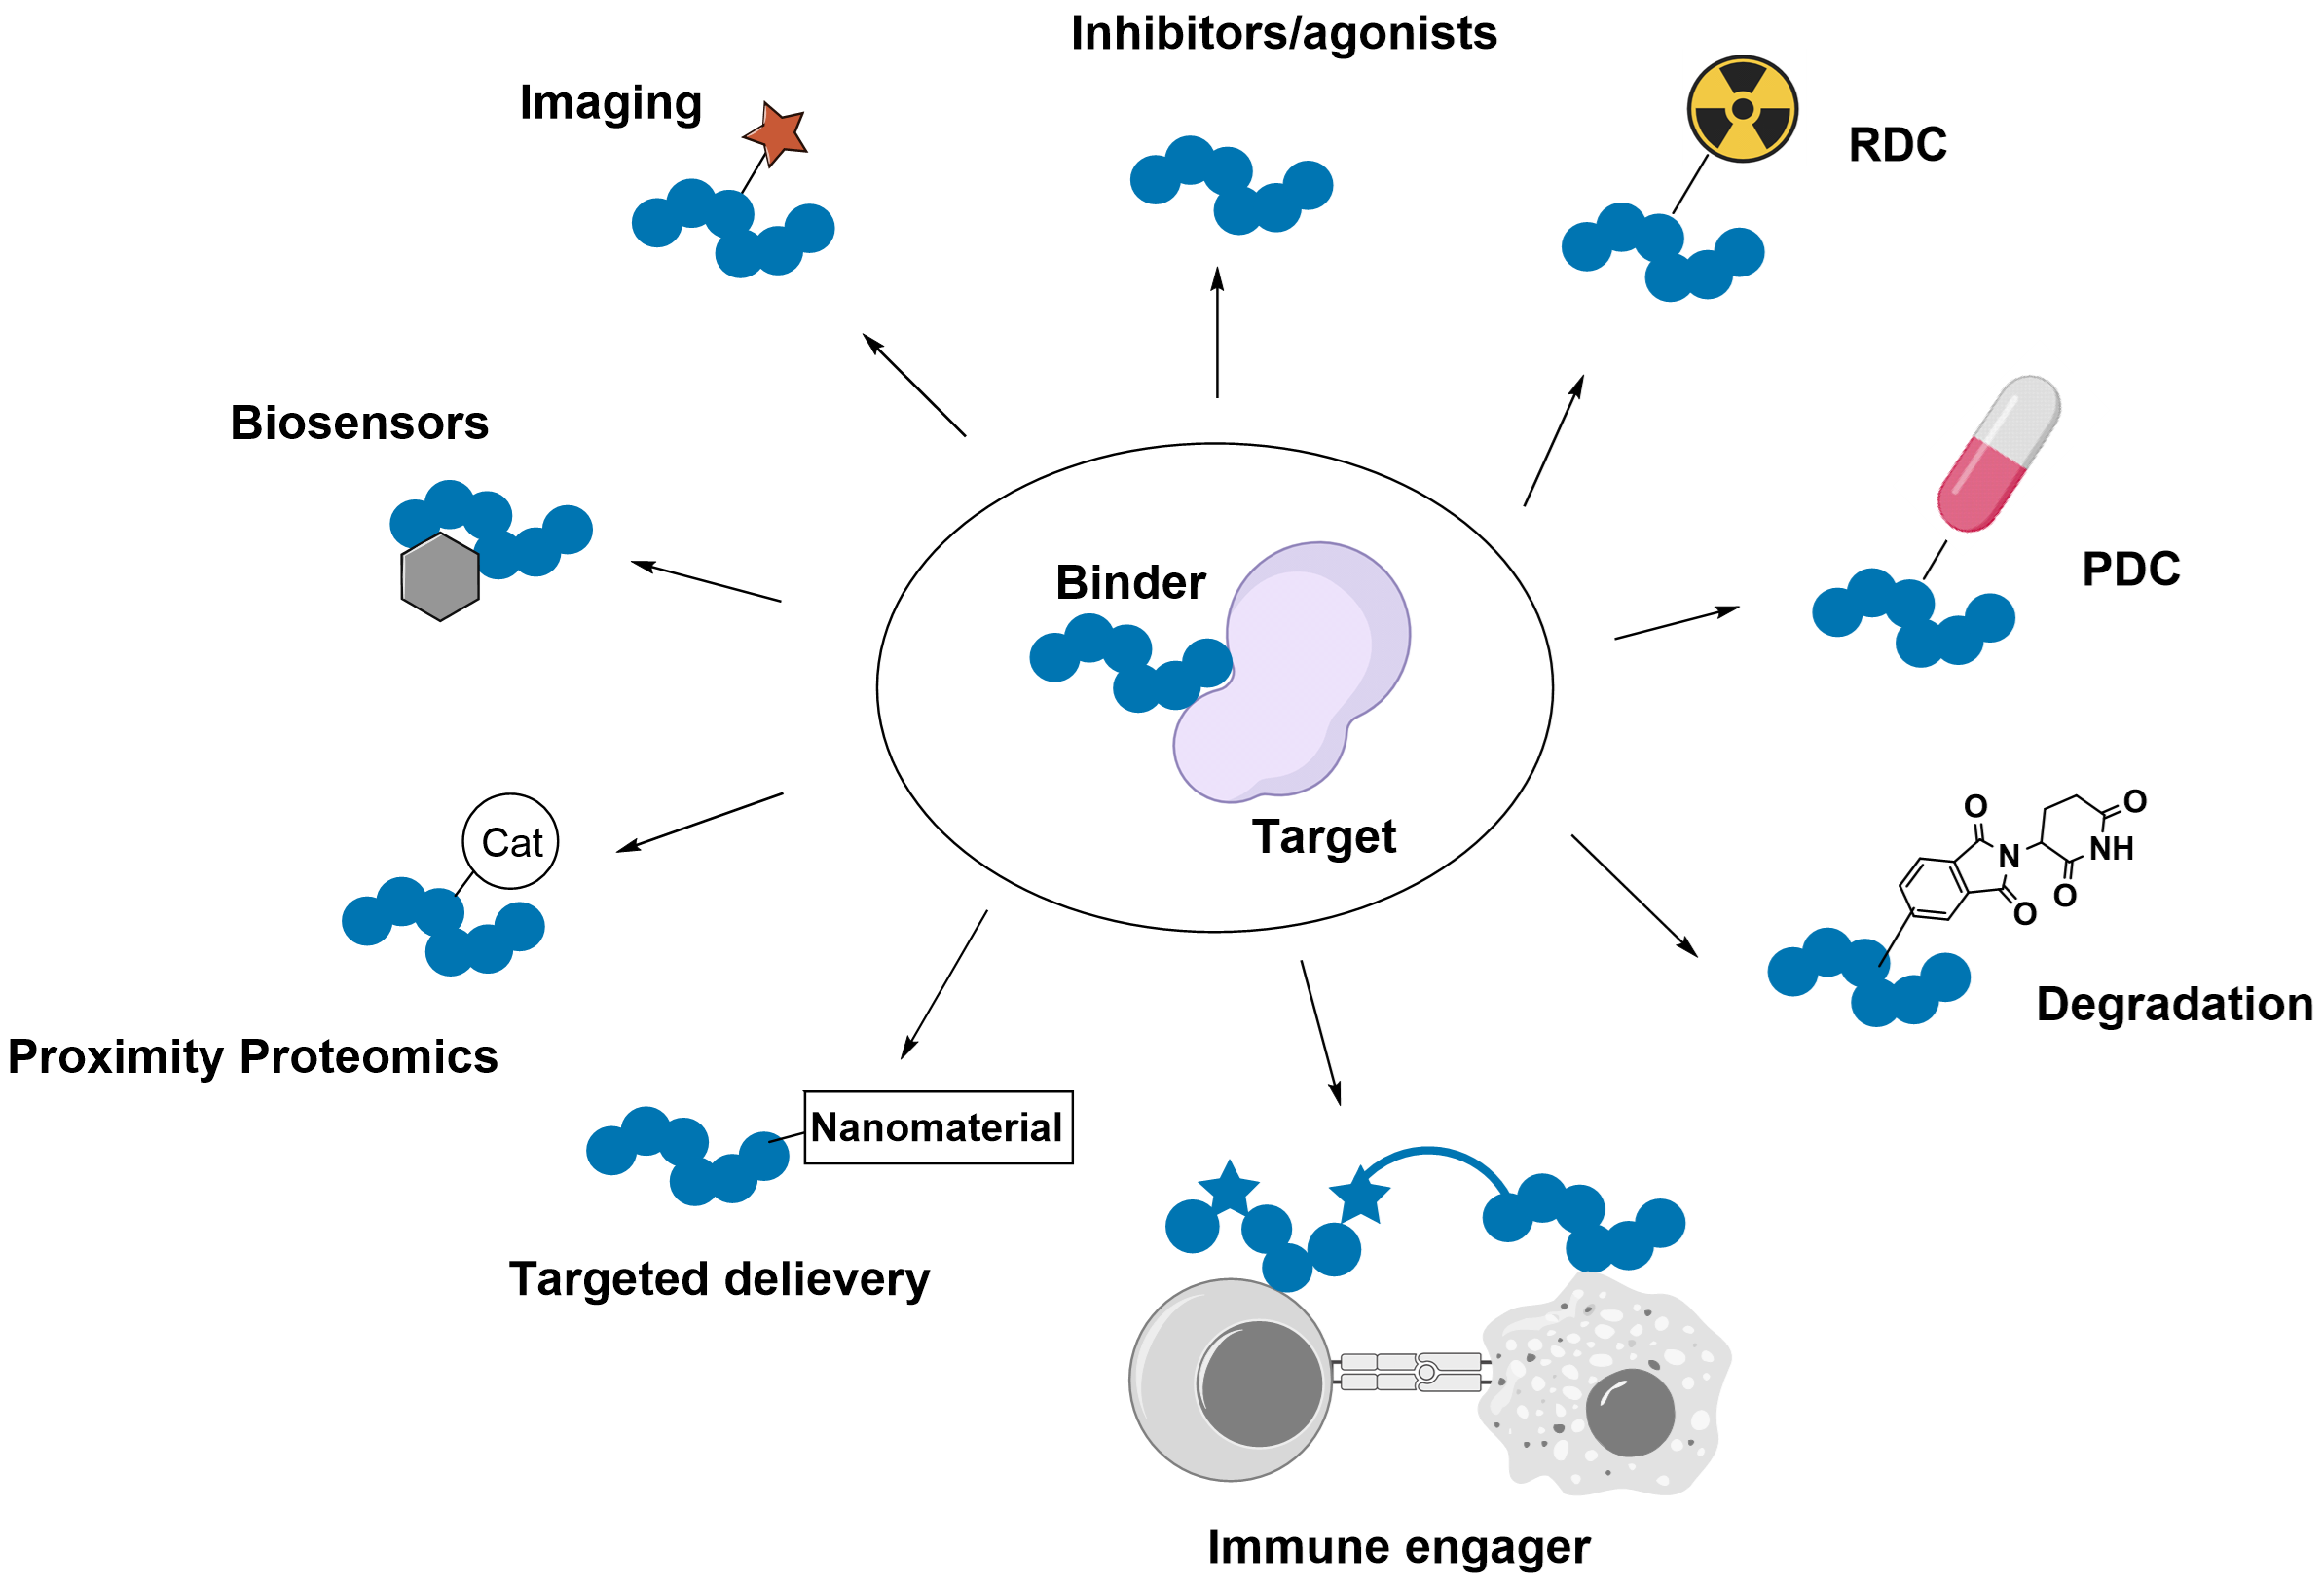 Inhibitors/agonists
Imaging
RDC
Biosensors
PDC
Binder
Target
Cat
O
O
N
NH
O
O
Degradation
Proximity Proteomics
Nanomaterial
Targeted delievery
Immune engager